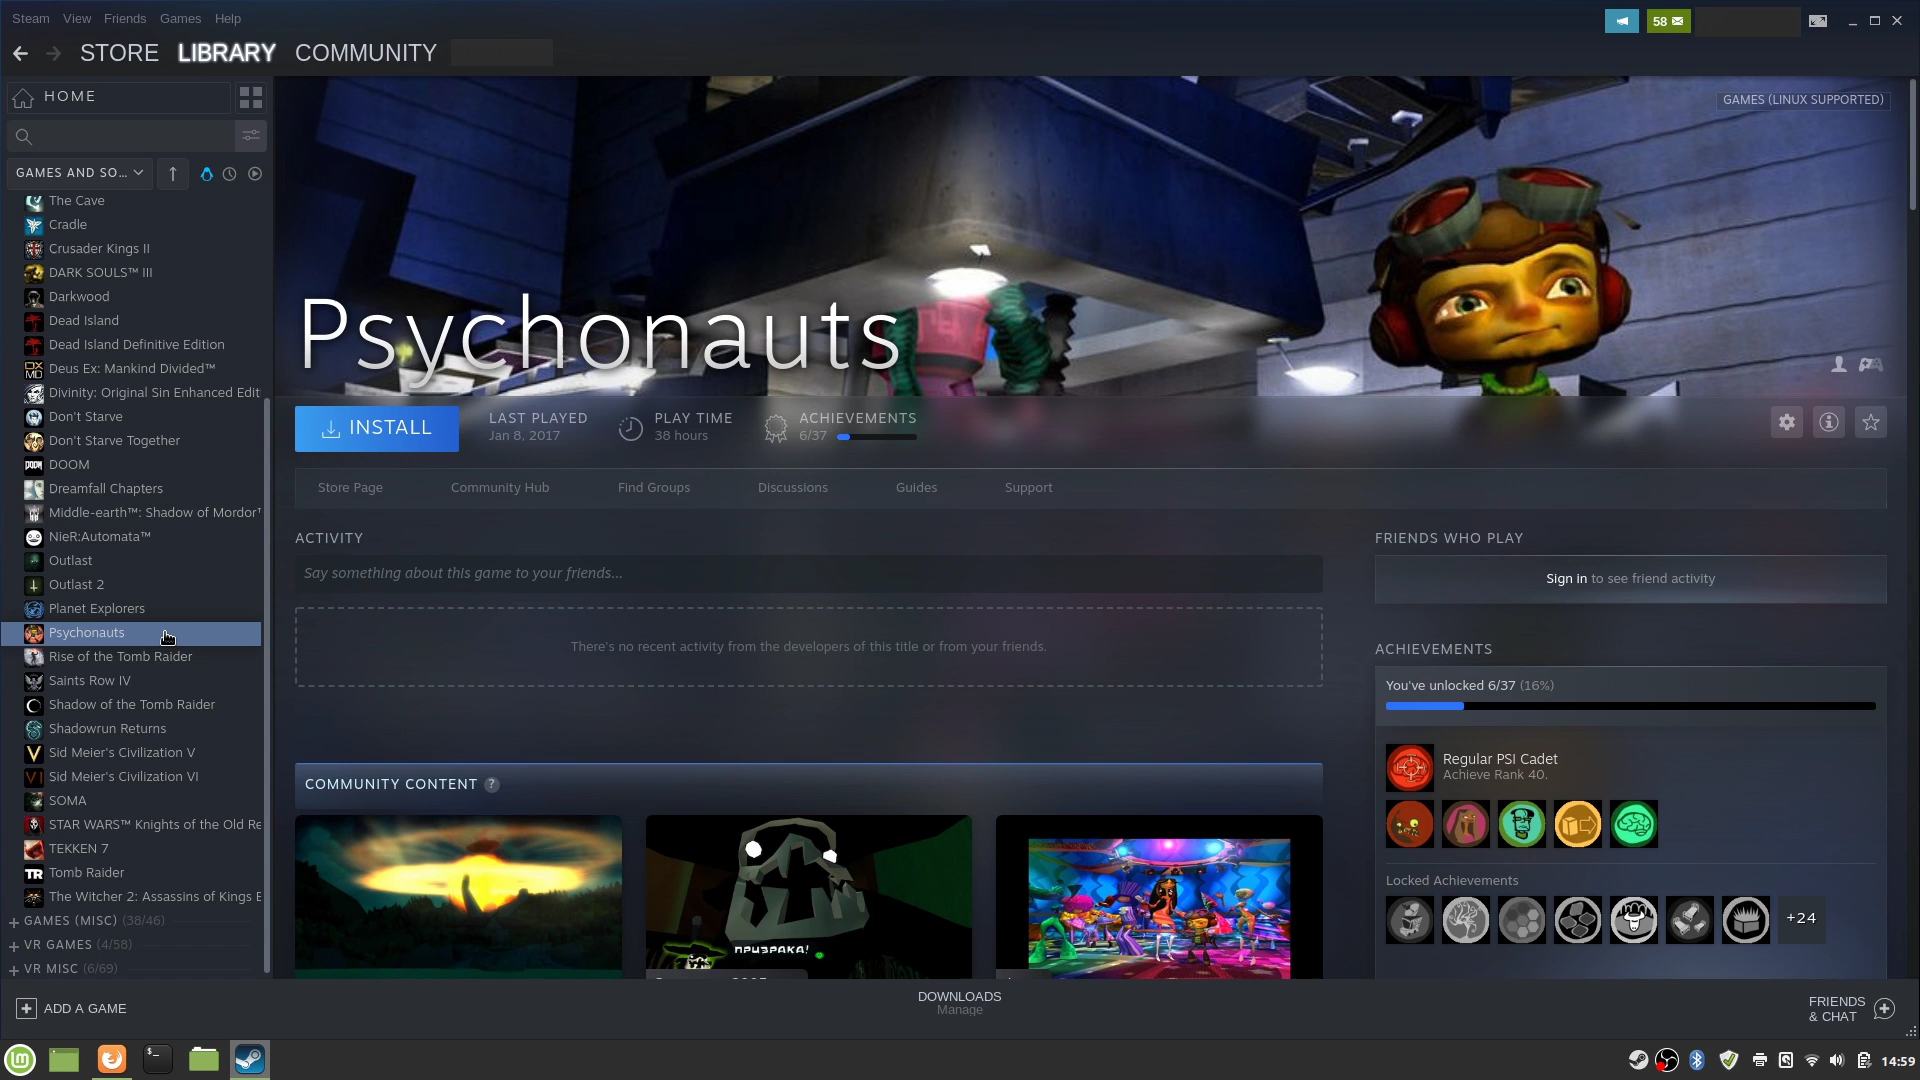 Steam View Friends Games Help
58
STORE LIBRARY COMMUNITY
HOME
GAMES AND SO...
The Cave
Cradle
Crusader Kings II
DARK SOULS™ III
Darkwood
Dead Island
Dead Island Definitive Edition
Deus Ex: Mankind Divided™
Divinity: Original Sin Enhanced Edit
Don't Starve
Don't Starve Together
DOOM
Dreamfall Chapters
Middle-earth™: Shadow of Mordor™
NieR:Automata™
Outlast
Outlast 2
Planet Explorers
Psychonauts
Rise of the Tomb Raider
Saints Row IV
Shadow of the Tomb Raider
Shadowrun Returns
Sid Meier's Civilization V
Sid Meier's Civilization VI
SOMA
STAR WARS™ Knights of the Old Re
TEKKEN 7
Tomb Raider
The Witcher 2: Assassins of Kings E
GAMES (MISC) (38/46)
VR GAMES (4/58)
VR MISC (6/69)
ADD A GAME
GAMES (LINUX SUPPORTED)
Psychonauts
INSTALL
LAST PLAYED
Jan 8, 2017
PLAY TIME
38 hours
ACHIEVEMENTS
6/37
Store Page Community Hub Find Groups Discussions Guides Support
ACTIVITY
Say something about this game to your friends...
There's no recent activity from the developers of this title or from your friends.
COMMUNITY CONTENT ?
ПРИЗРАКА!
FRIENDS WHO PLAY
Sign in to see friend activity
ACHIEVEMENTS
You've unlocked 6/37 (16%)
Regular PSI Cadet
Achieve Rank 40.
Locked Achievements
+24
DOWNLOADS
Manage
FRIENDS
& CHAT
14:59